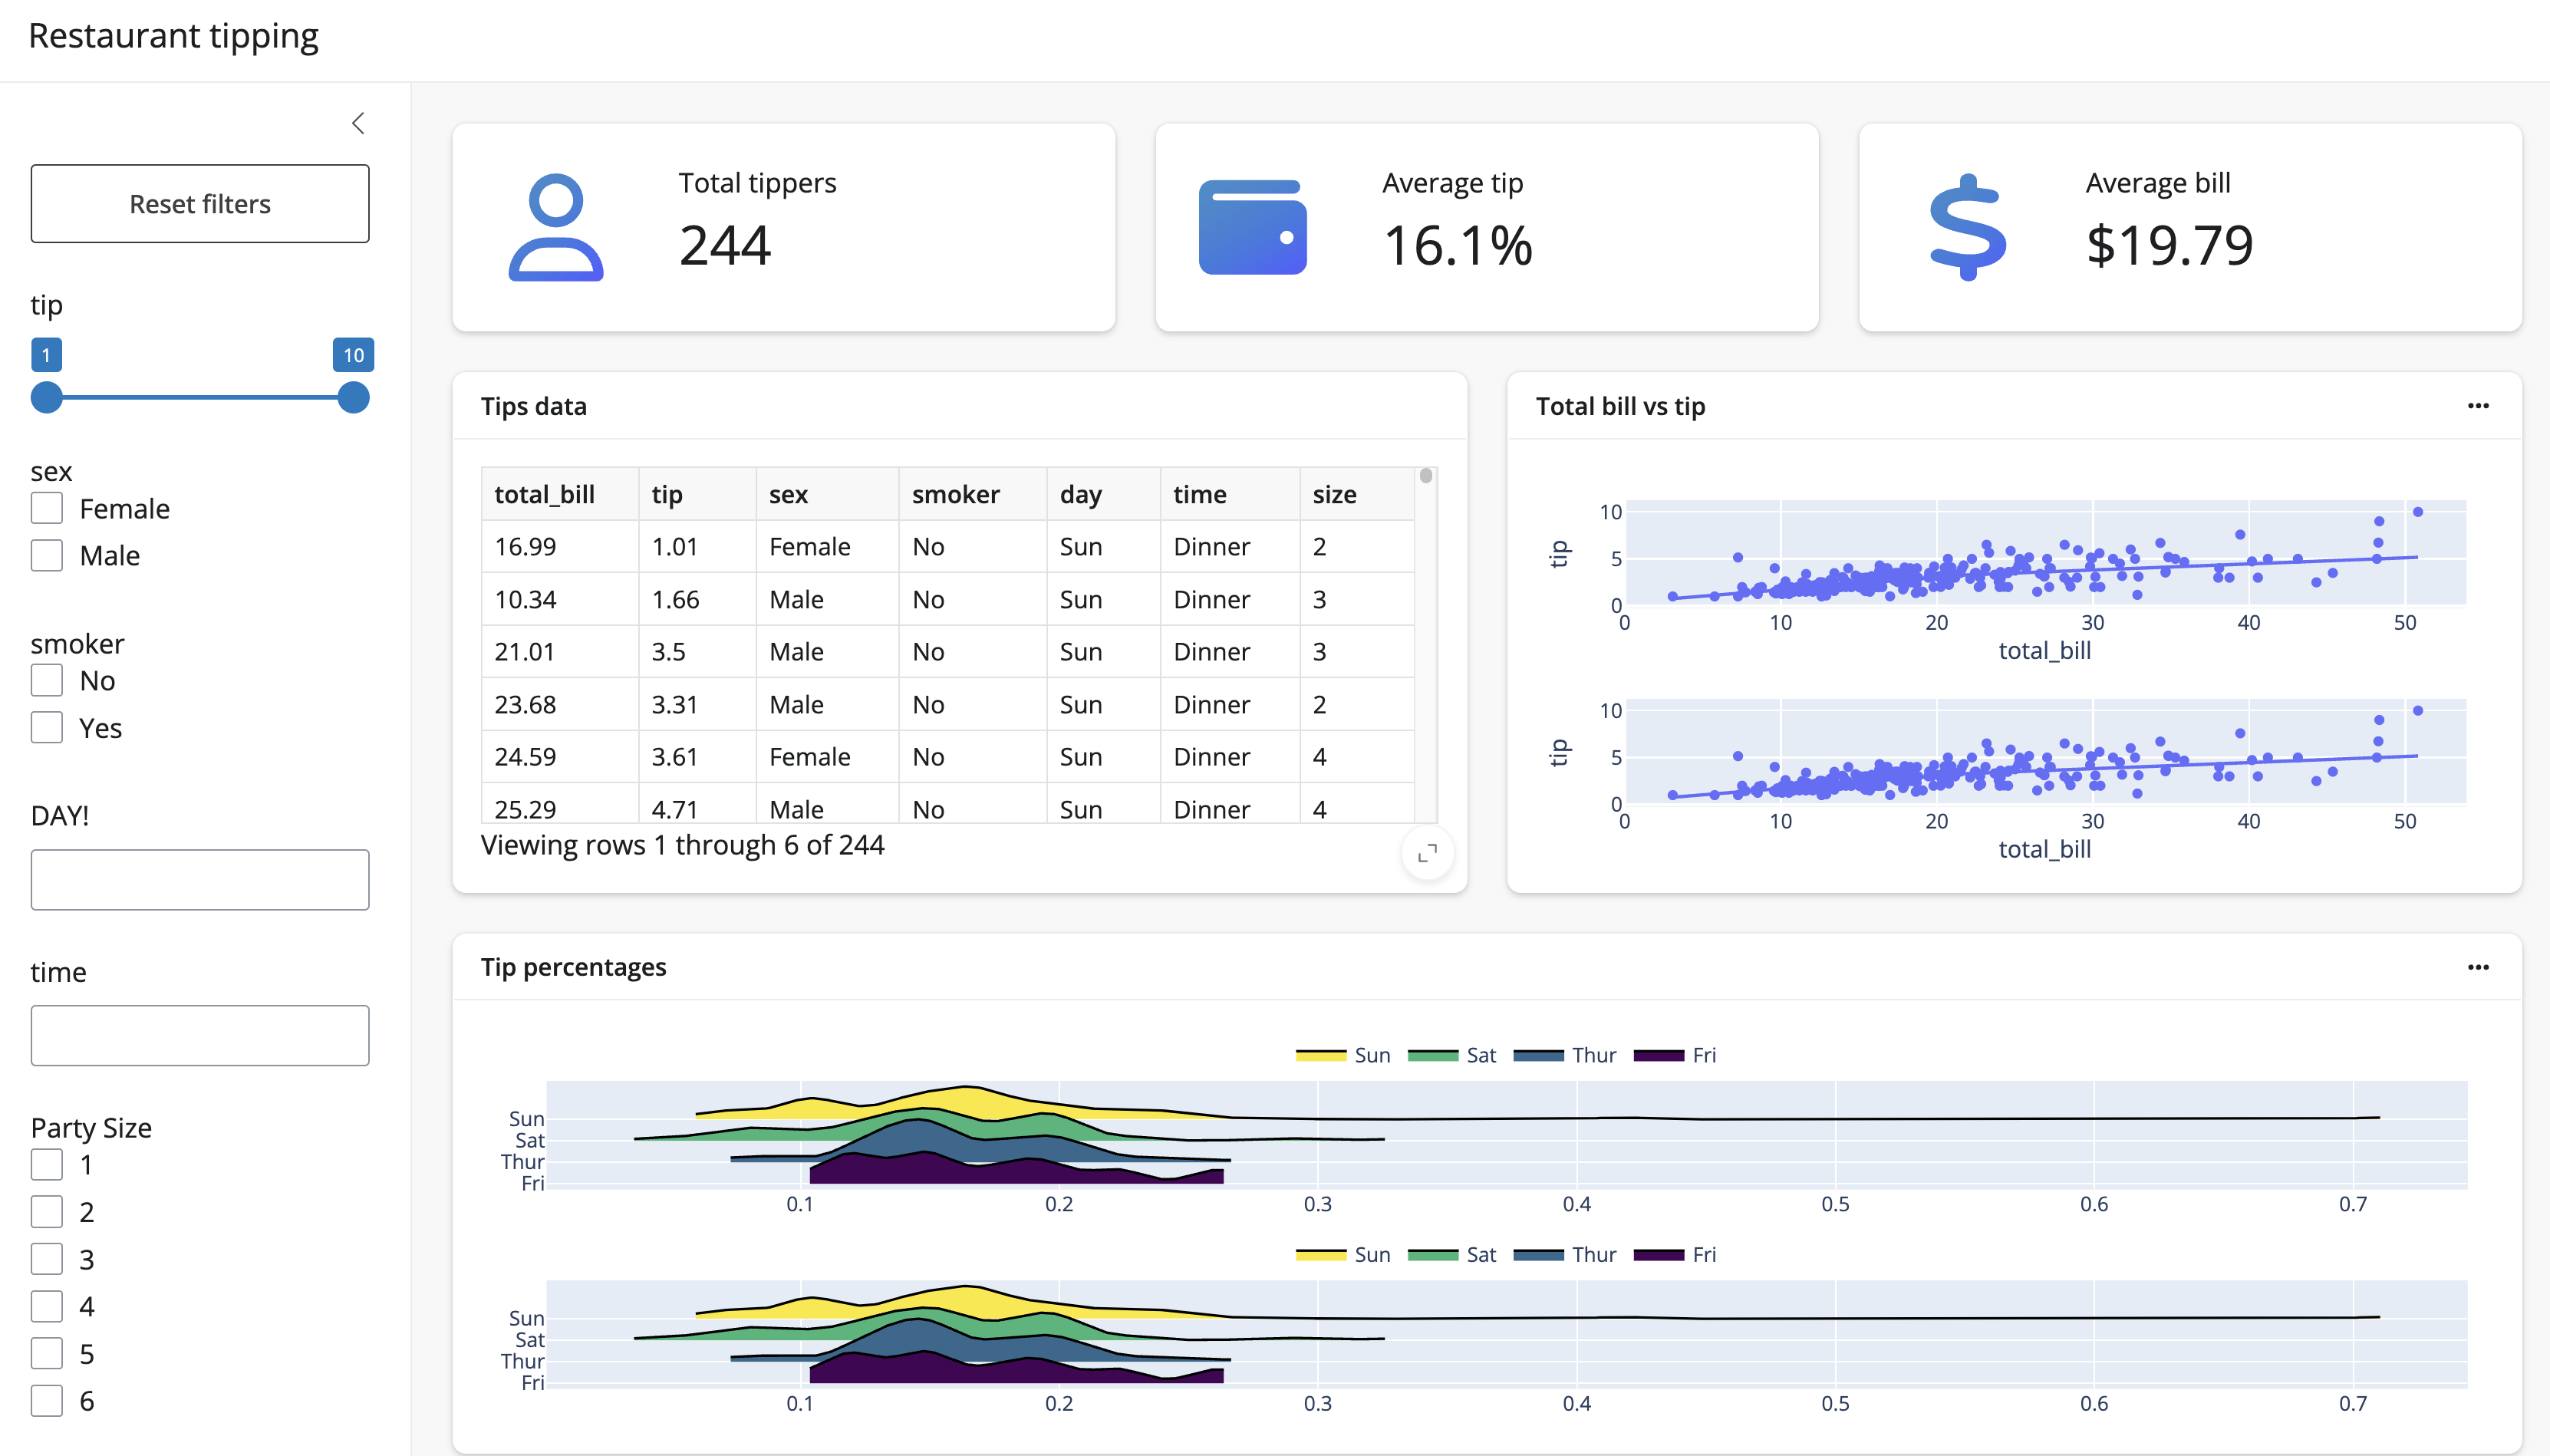 Restaurant tipping
Reset filters
tip
1 10
sex
Female
Male
smoker
No
Yes
DAY!
time
Party Size
1
2
3
4
5
6
Total tippers
244
Average tip
16.1%
Average bill
$19.79
Tips data
total_bill tip sex smoker day time size
16.99 1.01 Female No Sun Dinner 2
10.34 1.66 Male No Sun Dinner 3
21.01 3.5 Male No Sun Dinner 3
23.68 3.31 Male No Sun Dinner 2
24.59 3.61 Female No Sun Dinner 4
25.29 4.71 Male No Sun Dinner 4
Viewing rows 1 through 6 of 244
Total bill vs tip
10
5
0
tip
0 10 20 30 40 50
total_bill
10
5
0
tip
0 10 20 30 40 50
total_bill
Tip percentages
Sun Sat Thur Fri
Sun
Sat
Thur
Fri
0.1 0.2 0.3 0.4 0.5 0.6 0.7
Sun Sat Thur Fri
Sun
Sat
Thur
Fri
0.1 0.2 0.3 0.4 0.5 0.6 0.7